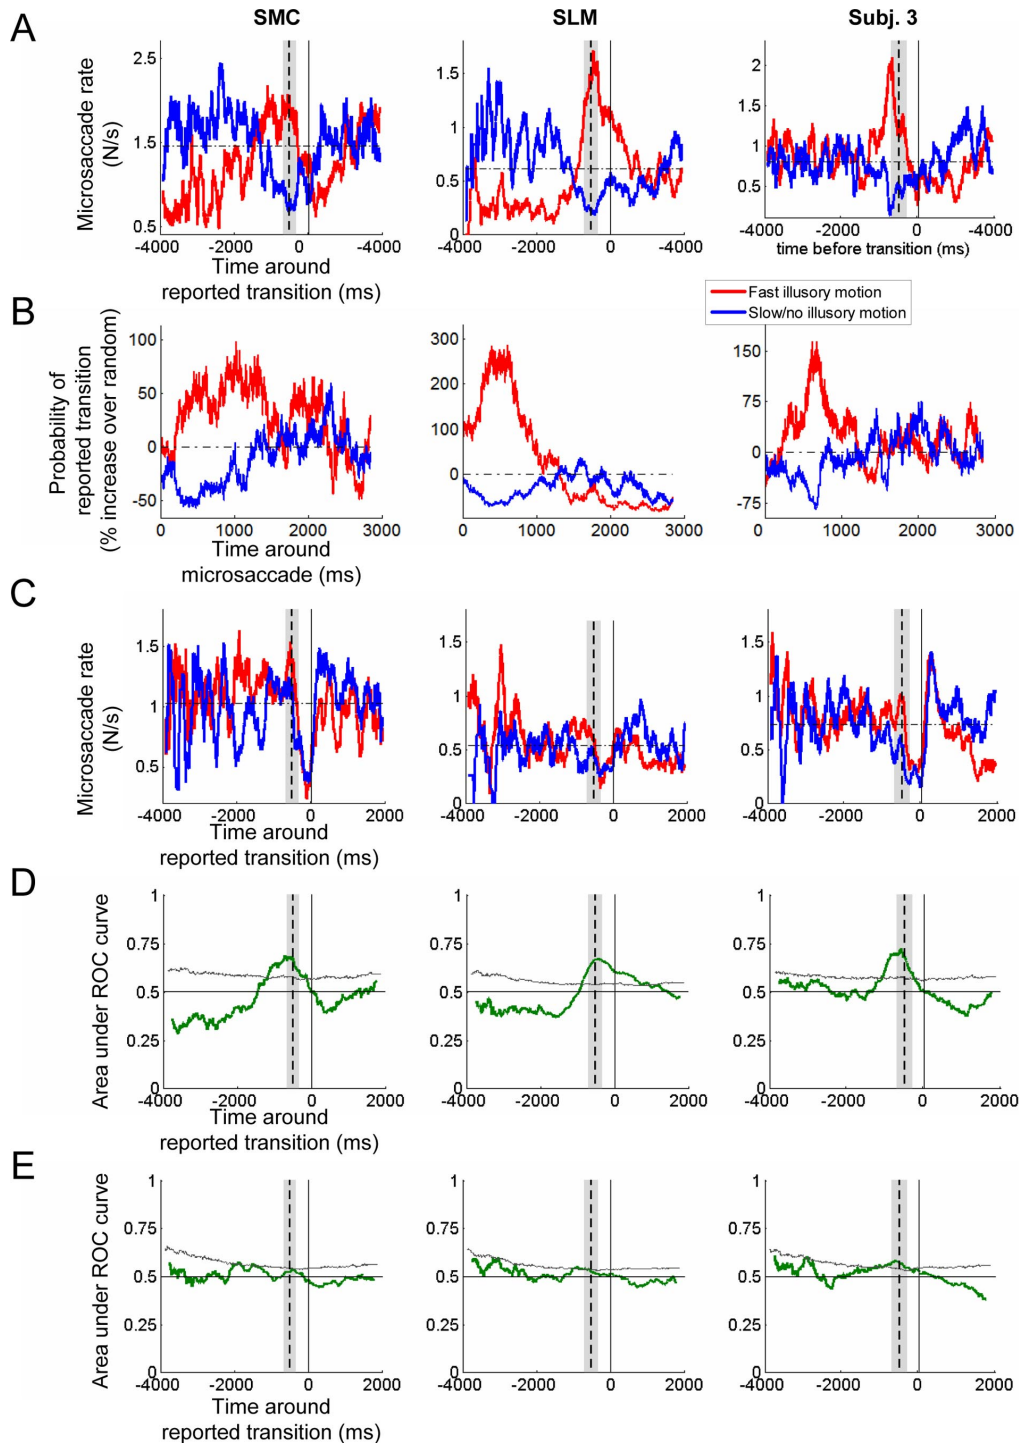 A
SMC
SLM
Subj. 3
Microsaccade rate
(N/s)
2.5
1.5
0.5
-4000 -2000 0 -2000 -4000
1.5
1
0.5
0
-4000 -2000 0 -2000 -4000
2
1.5
1
0.5
-4000 -2000 0 -2000 -4000
time before transition (ms)
Time around
reported transition (ms)
Fast illusory motion
Slow/no illusory motion
B
Probability of
reported transition
(% increase over random)
100
50
0
-50
0 1000 2000 3000
300
200
100
0
0 1000 2000 3000
150
75
0
-75
0 1000 2000 3000
Time around
microsaccade (ms)
C
Microsaccade rate
(N/s)
1.5
1
0.5
-4000 -2000 0 2000
1.5
1
0.5
0
-4000 -2000 0 2000
1.5
1
0.5
0
-4000 -2000 0 2000
Time around
reported transition (ms)
D
Area under ROC curve
1
0.75
0.5
0.25
0
-4000 -2000 0 2000
1
0.75
0.5
0.25
0
-4000 -2000 0 2000
1
0.75
0.5
0.25
0
-4000 -2000 0 2000
Time around
reported transition (ms)
E
Area under ROC curve
1
0.75
0.5
0.25
0
-4000 -2000 0 2000
1
0.75
0.5
0.25
0
-4000 -2000 0 2000
1
0.75
0.5
0.25
0
-4000 -2000 0 2000
Time around
reported transition (ms)